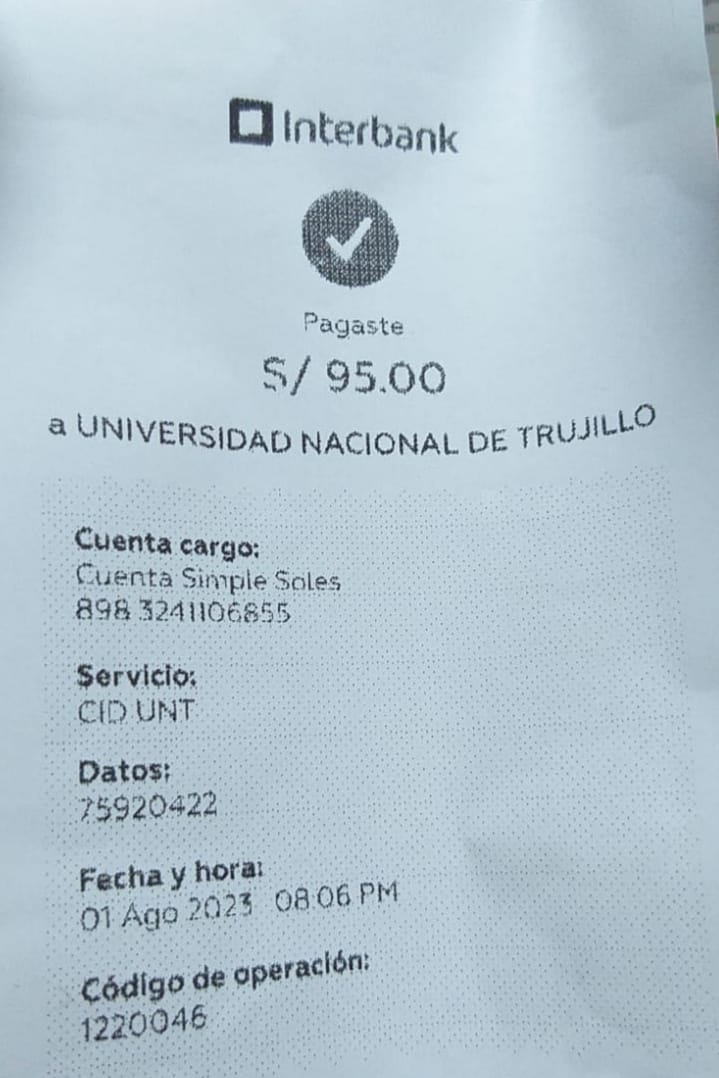 Interbank
Pagaste
S/ 95.00
a UNIVERSIDAD NACIONAL DE TRUJILLO
Cuenta cargo:
Cuenta Simple Soles
898 3241106855
Servicio:
CID UNT
Datos:
75920422
Fecha y hora:
01 Ago 2023 08:06 PM
Código de operación:
1220046